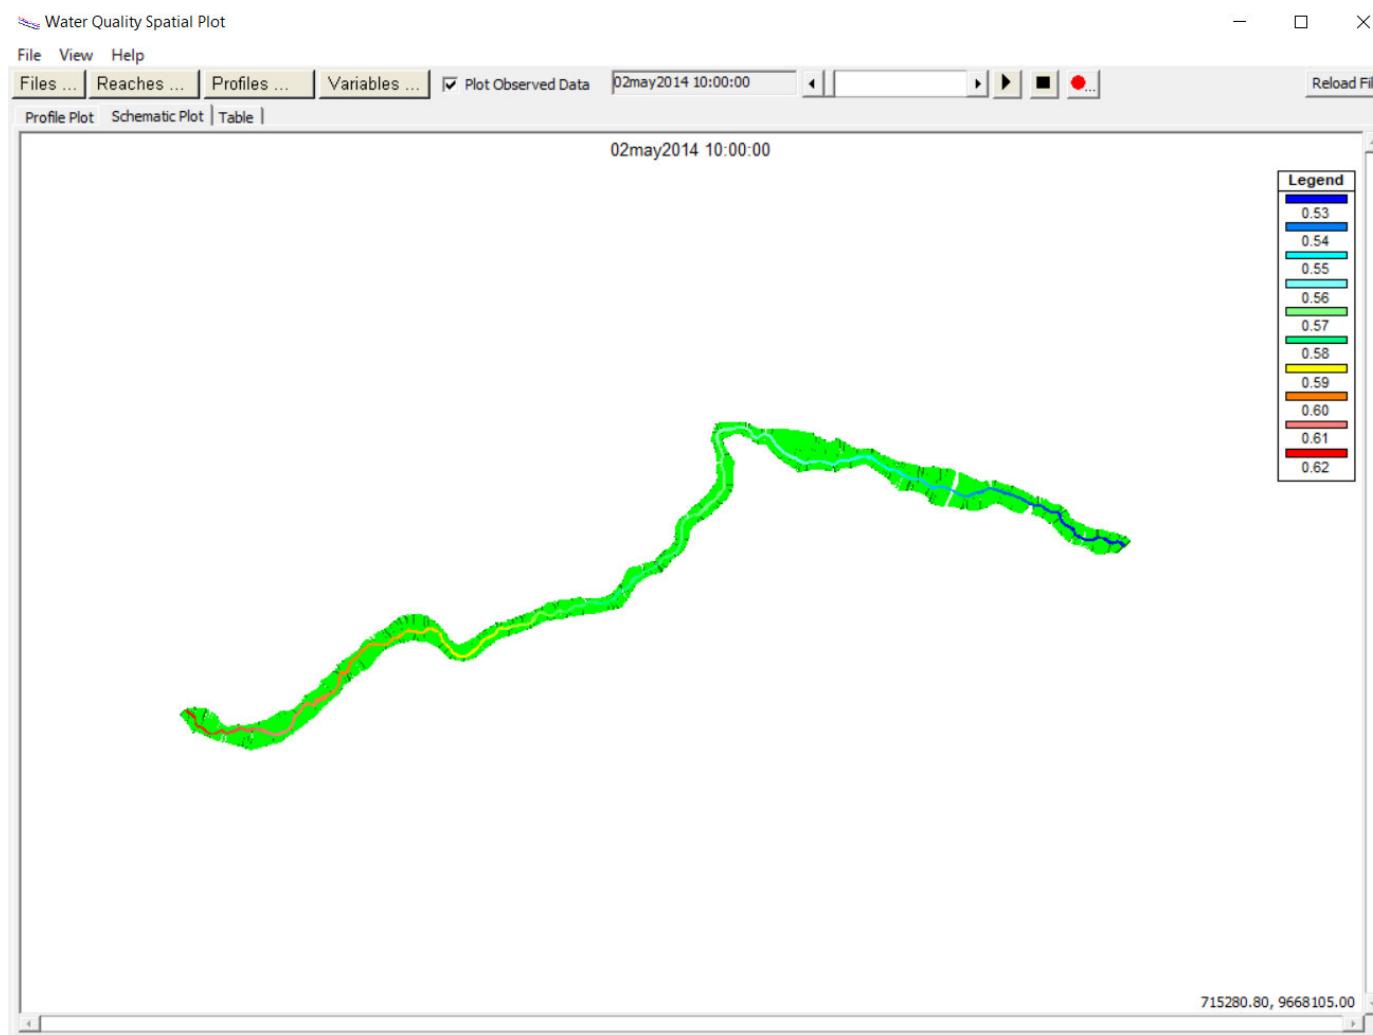 Water Quality Spatial Plot
File View Help
Files ... Reaches ... Profiles ... Variables ... Plot Observed Data 02may2014 10:00:00 ... Reload Fil
Profile Plot Schematic Plot Table
02may2014 10:00:00
Legend
0.53
0.54
0.55
0.56
0.57
0.58
0.59
0.60
0.61
0.62
715280.80, 9668105.00